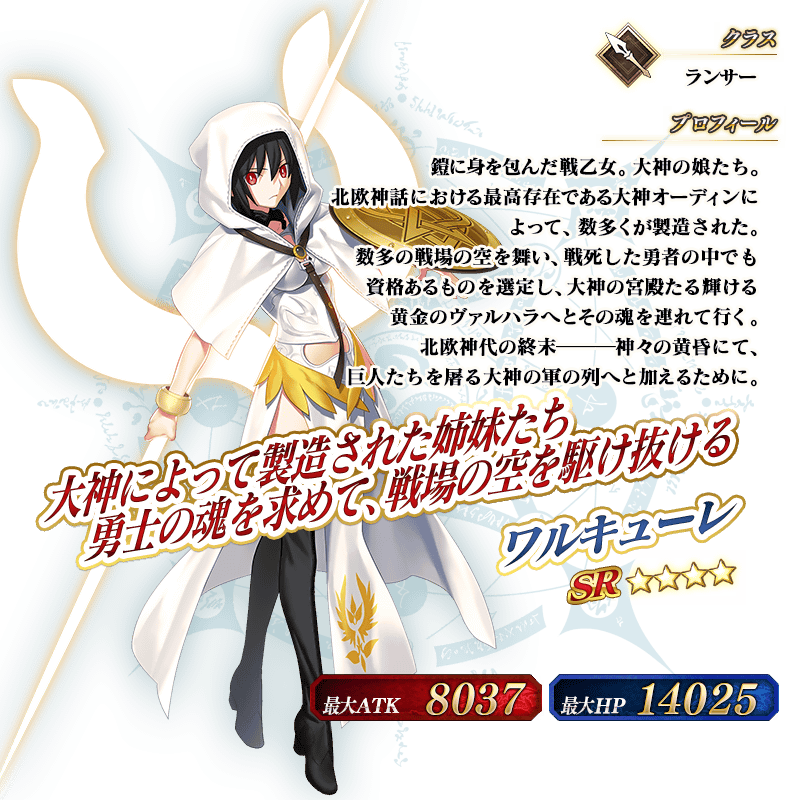 クラス
ランサー
プロフィール
鎧に身を包んだ戦乙女。大神の娘たち。
北欧神話における最高存在である大神オーディンに
よって、数多くが製造された。
数多の戦場の空を舞い、戦死した勇者の中でも
資格あるものを選定し、大神の宮殿たる輝ける
黄金のヴァルハラへとその魂を連れて行く。
北欧神代の終末───神々の黄昏にて、
巨人たちを屠る大神の軍の列へと加えるために。
大神によって製造された姉妹たち
勇士の魂を求めて、戦場の空を駆け抜ける
ワルキューレ
SR ☆☆☆☆
最大ATK 8037
最大HP 14025